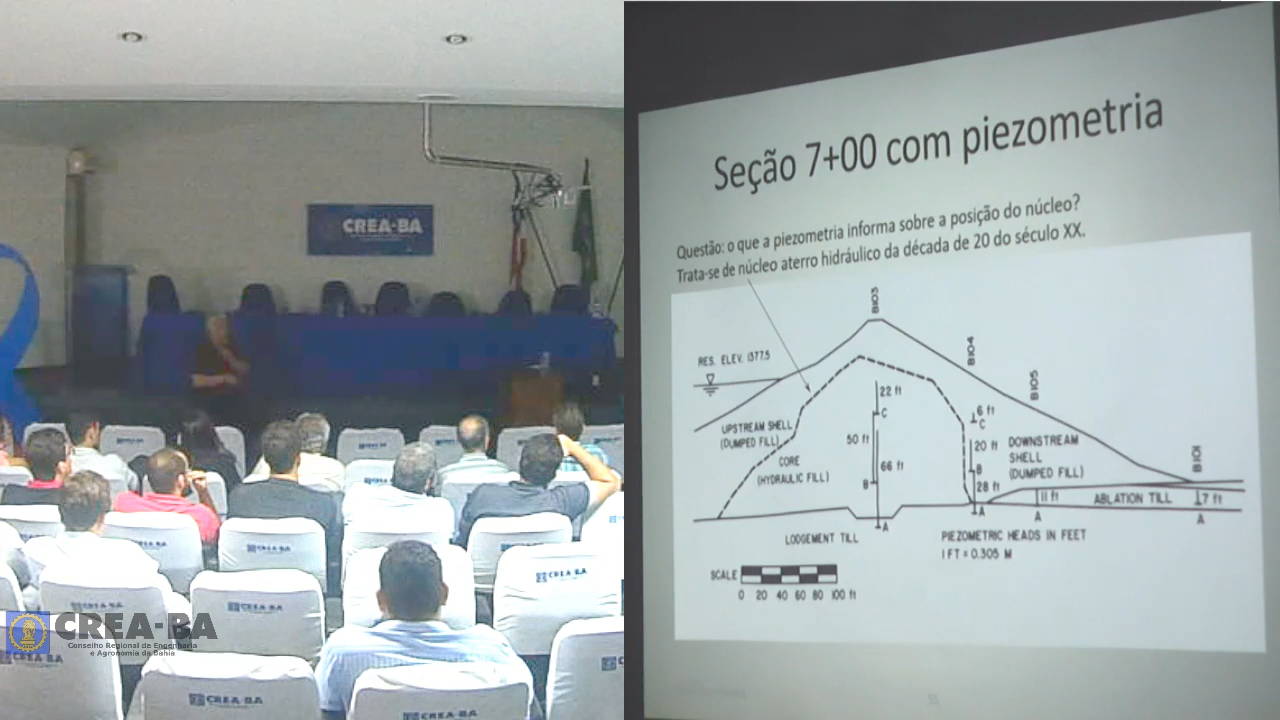 CREA-BA
CREA-BA
Conselho Regional de Engenharia
e Agronomia da Bahia
CREA-BA
CREA-BA
Seção 7+00 com piezometria
Questão: o que a piezometria informa sobre a posição do núcleo?
Trata-se de núcleo aterro hidráulico da década de 20 do século XX.
B103
B104
B105
B101
RES. ELEV. 1377.5
22 ft
C
6 ft
C
UPSTREAM SHELL
(DUMPED FILL)
50 ft
20 ft
DOWNSTREAM
SHELL
(DUMPED FILL)
CORE
(HYDRAULIC FILL)
66 ft
B
B
28 ft
11 ft
ABLATION TILL
7 ft
A
A
A
A
LODGEMENT TILL
PIEZOMETRIC HEADS IN FEET
1 FT = 0.305 M
SCALE
0 20 40 60 80 100 ft